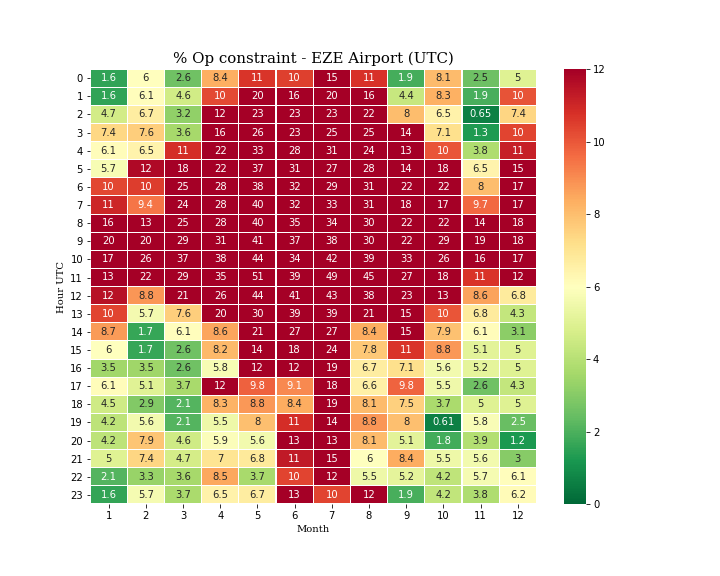 % Op constraint - EZE Airport (UTC)
0 1.6 6 2.6 8.4 11 10 15 11 1.9 8.1 2.5 5
1 1.6 6.1 4.6 10 20 16 20 16 4.4 8.3 1.9 10
2 4.7 6.7 3.2 12 23 23 23 22 8 6.5 0.65 7.4
3 7.4 7.6 3.6 16 26 23 25 25 14 7.1 1.3 10
4 6.1 6.5 11 22 33 28 31 24 13 10 3.8 11
5 5.7 12 18 22 37 31 27 28 14 18 6.5 15
6 10 10 25 28 38 32 29 31 22 22 8 17
7 11 9.4 24 28 40 32 33 31 18 17 9.7 17
8 16 13 25 28 40 35 34 30 22 22 14 18
9 20 20 29 31 41 37 38 30 22 29 19 18
10 17 26 37 38 44 34 42 39 33 26 16 17
11 13 22 29 35 51 39 49 45 27 18 11 12
12 12 8.8 21 26 44 41 43 38 23 13 8.6 6.8
13 10 5.7 7.6 20 30 39 39 21 15 10 6.8 4.3
14 8.7 1.7 6.1 8.6 21 27 27 8.4 15 7.9 6.1 3.1
15 6 1.7 2.6 8.2 14 18 24 7.8 11 8.8 5.1 5
16 3.5 3.5 2.6 5.8 12 12 19 6.7 7.1 5.6 5.2 5
17 6.1 5.1 3.7 12 9.8 9.1 18 6.6 9.8 5.5 2.6 4.3
18 4.5 2.9 2.1 8.3 8.8 8.4 19 8.1 7.5 3.7 5 5
19 4.2 5.6 2.1 5.5 8 11 14 8.8 8 0.61 5.8 2.5
20 4.2 7.9 4.6 5.9 5.6 13 13 8.1 5.1 1.8 3.9 1.2
21 5 7.4 4.7 7 6.8 11 15 6 8.4 5.5 5.6 3
22 2.1 3.3 3.6 8.5 3.7 10 12 5.5 5.2 4.2 5.7 6.1
23 1.6 5.7 3.7 6.5 6.7 13 10 12 1.9 4.2 3.8 6.2
1 2 3 4 5 6 7 8 9 10 11 12
Month
Hour UTC
12
10
8
6
4
2
0